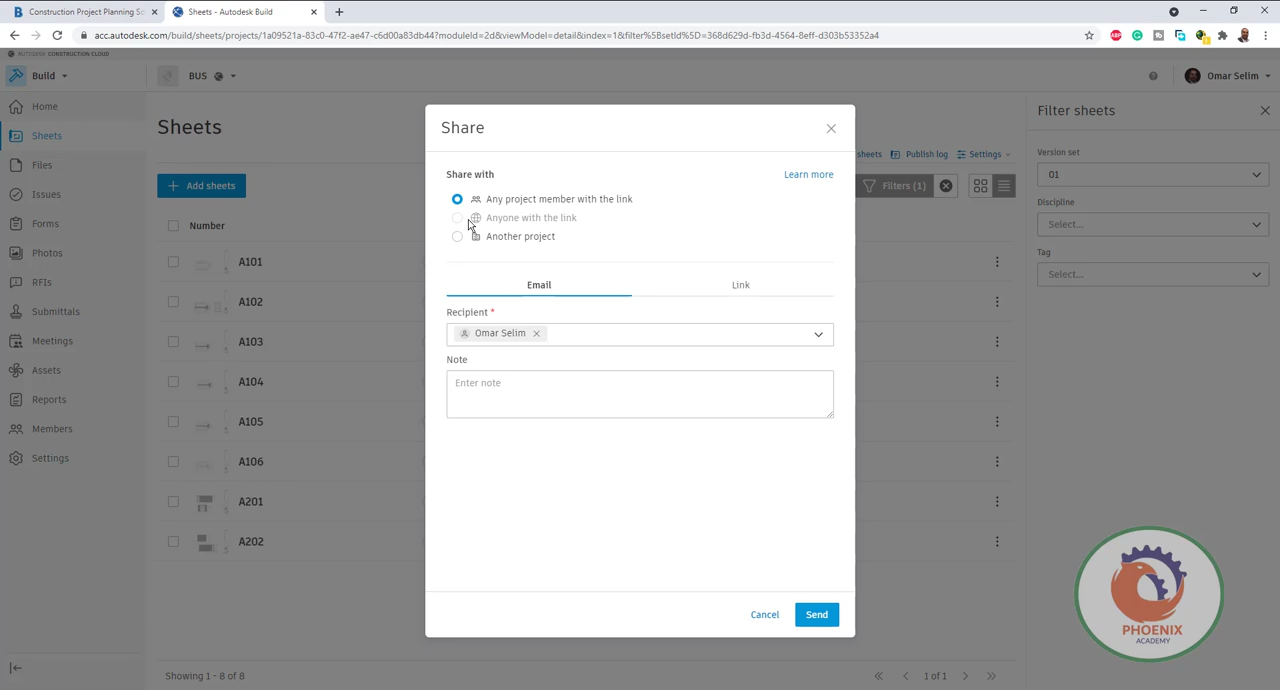 Construction Project Planning So
Sheets - Autodesk Build
acc.autodesk.com/build/sheets/projects/1a09521a-83c0-47f2-ae47-c6d00a83db44?moduleId=2d&viewModel=detail&index=1&filter%5BsetId%5D=368d629d-fb3d-4564-8eff-d303b53352a4
AUTODESK CONSTRUCTION CLOUD
Build
BUS
Omar Selim
Home
Sheets
Files
Issues
Forms
Photos
RFIs
Submittals
Meetings
Assets
Reports
Members
Settings
Sheets
sheets
Publish log
Settings
Add sheets
Filters (1)
Number
A101
A102
A103
A104
A105
A106
A201
A202
Showing 1 - 8 of 8
1 of 1
Share
Share with
Learn more
Any project member with the link
Anyone with the link
Another project
Email
Link
Recipient *
Omar Selim
Note
Enter note
Cancel
Send
Filter sheets
Version set
01
Discipline
Select...
Tag
Select...
PHOENIX
ACADEMY